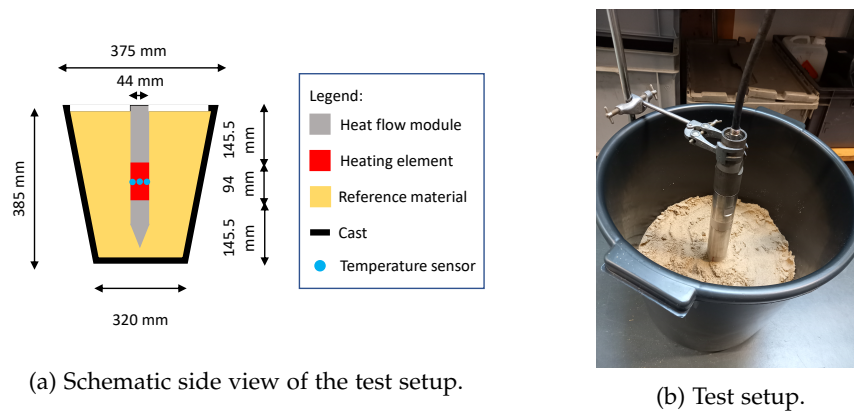 375 mm
44 mm
385 mm
145.5
mm
94
mm
145.5
mm
320 mm
Legend:
Heat flow module
Heating element
Reference material
Cast
Temperature sensor
(a) Schematic side view of the test setup.
(b) Test setup.